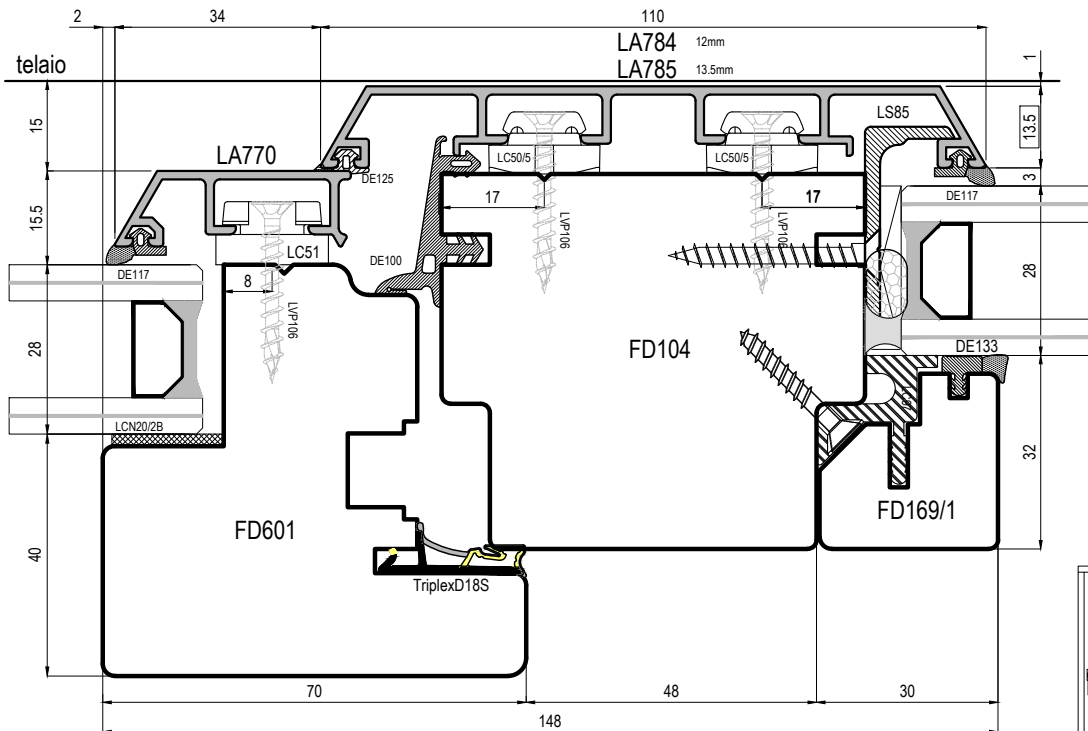 2 34 110
LA784 12mm
telaio LA785 13.5mm 1
15 LS85 13.5
LA770 LC50/5 LC50/5
DE125 3
17 17 DE117
15.5 LVP106 LVP106
LC51
DE117 DE100
8 LVP106 28
28 FD104
DE133
LCN20/2B
32
FD601 FD169/1
40
TriplexD18S
70 48 30
148